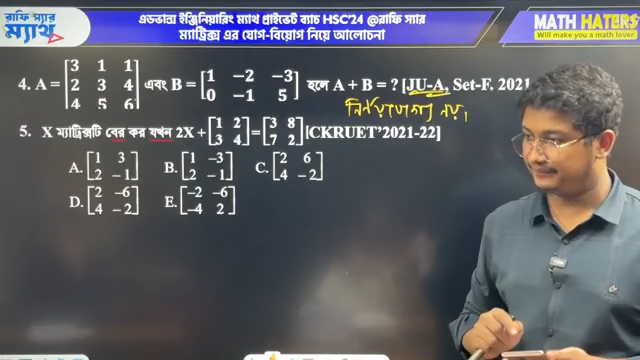 রাফি স্যার
ম্যাথ
এডভান্স ইঞ্জিনিয়ারিং ম্যাথ প্রাইভেট ব্যাচ HSC'24 @রাফি স্যার
ম্যাট্রিক্স এর যোগ-বিয়োগ নিয়ে আলোচনা
MATH HATERS
Will make you a math lover
4. A = [3 1 1; 2 3 4; 4 5 6] এবং B = [1 −2 −3; 0 −1 5] হলে A + B = ? [JU-A, Set-F. 2021
নির্ণয়যোগ্য নয়।
5. X ম্যাট্রিক্সটি বের কর যখন 2X + [1 2; 3 4] = [3 8; 7 2] [CKRUET'2021-22]
A. [1 3; 2 −1] B. [1 −3; 2 −1] C. [2 6; 4 −2]
D. [2 −6; 4 −2] E. [−2 −6; −4 2]